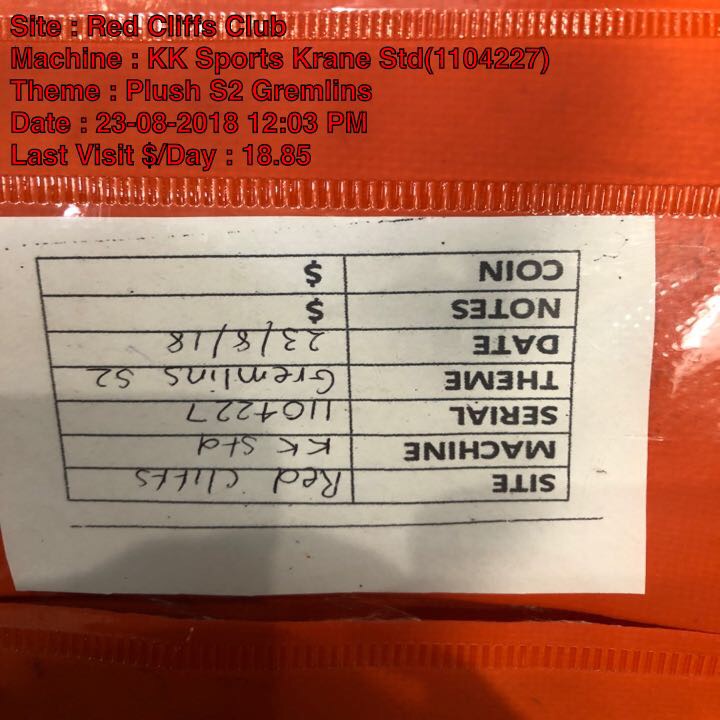 Site : Red Cliffs Club
Machine : KK Sports Krane Std(1104227)
Theme : Plush S2 Gremlins
Date : 23-08-2018 12:03 PM
Last Visit $/Day : 18.85
SITE Red Cliffs
MACHINE KK Std
SERIAL 1104227
THEME Gremlins S2
DATE 23/8/18
NOTES $
COIN $